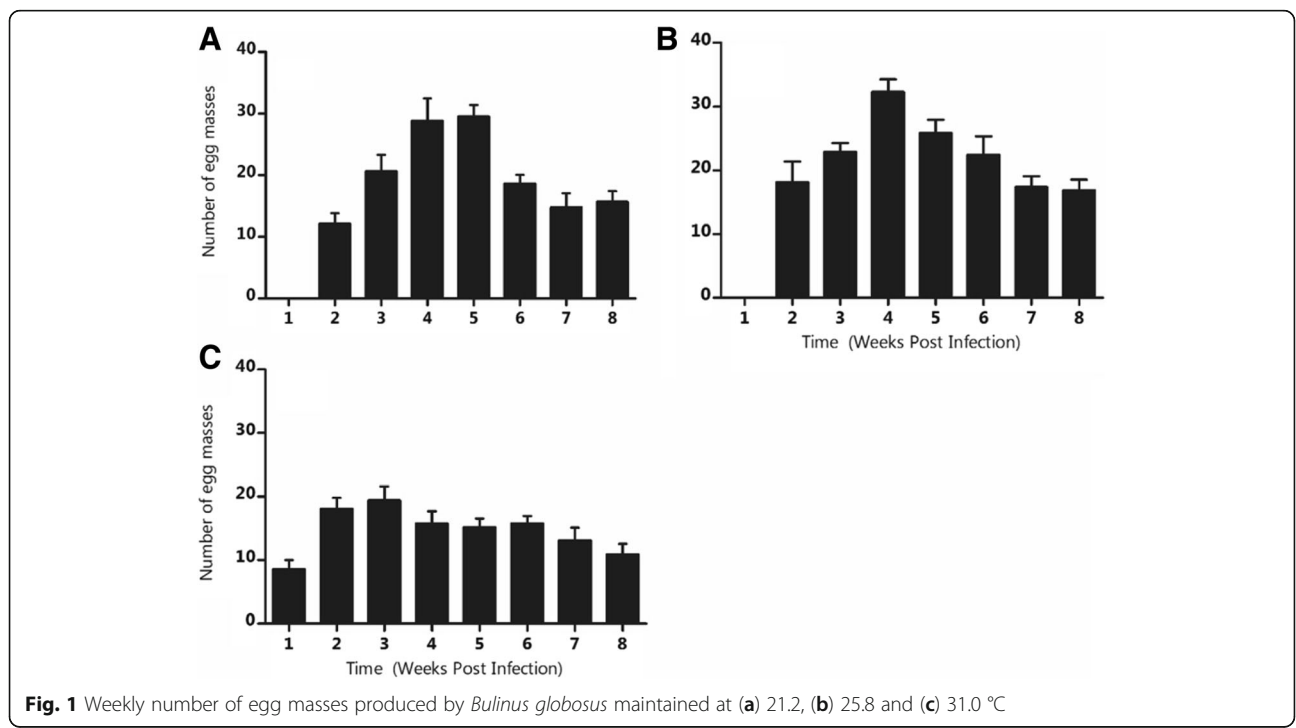 A
40
30
20
10
0
Number of egg masses
1 2 3 4 5 6 7 8
B
40
30
20
10
0
1 2 3 4 5 6 7 8
Time (Weeks Post Infection)
C
40
30
20
10
0
Number of egg masses
1 2 3 4 5 6 7 8
Time (Weeks Post Infection)
Fig. 1 Weekly number of egg masses produced by Bulinus globosus maintained at (a) 21.2, (b) 25.8 and (c) 31.0 °C